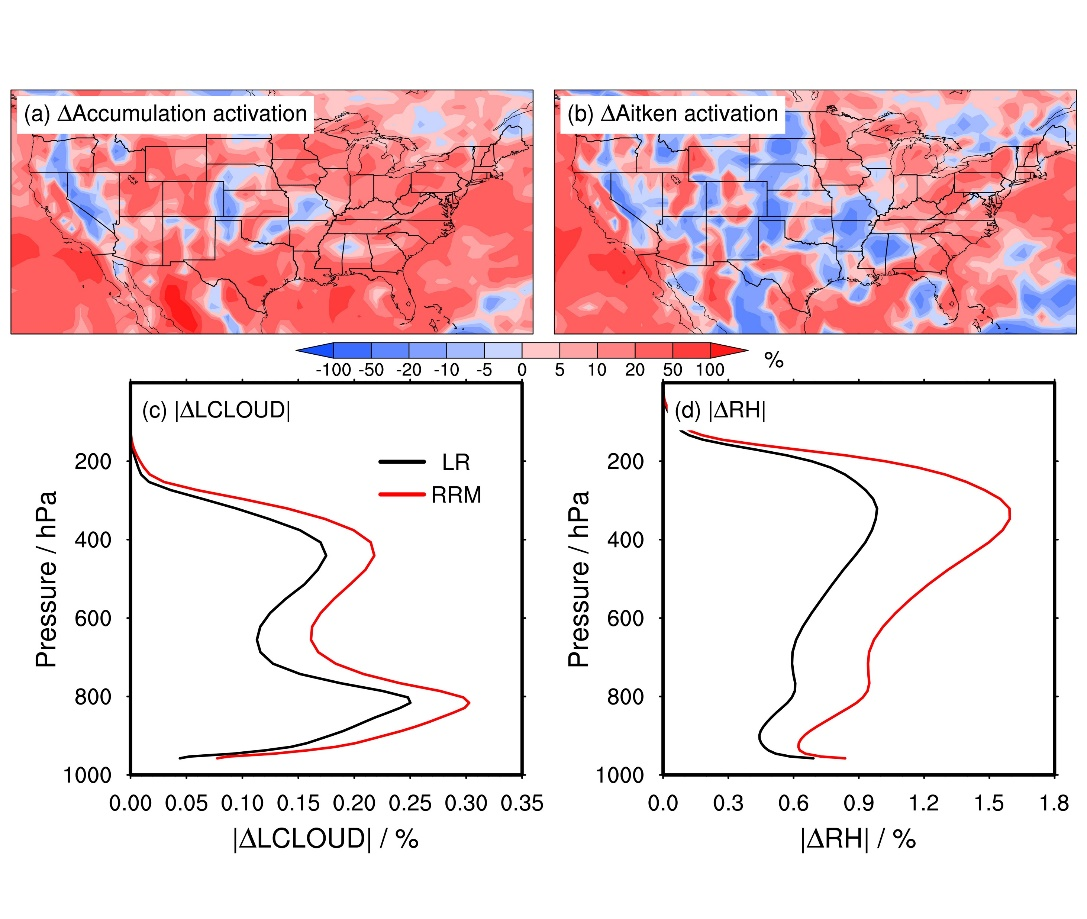 (a) ΔAccumulation activation
(b) ΔAitken activation
-100 -50 -20 -10 -5 0 5 10 20 50 100 %
(c) |ΔLCLOUD|
LR
RRM
200
400
600
800
1000
Pressure / hPa
0.00 0.05 0.10 0.15 0.20 0.25 0.30 0.35
|ΔLCLOUD| / %
(d) |ΔRH|
200
400
600
800
1000
Pressure / hPa
0.0 0.3 0.6 0.9 1.2 1.5 1.8
|ΔRH| / %